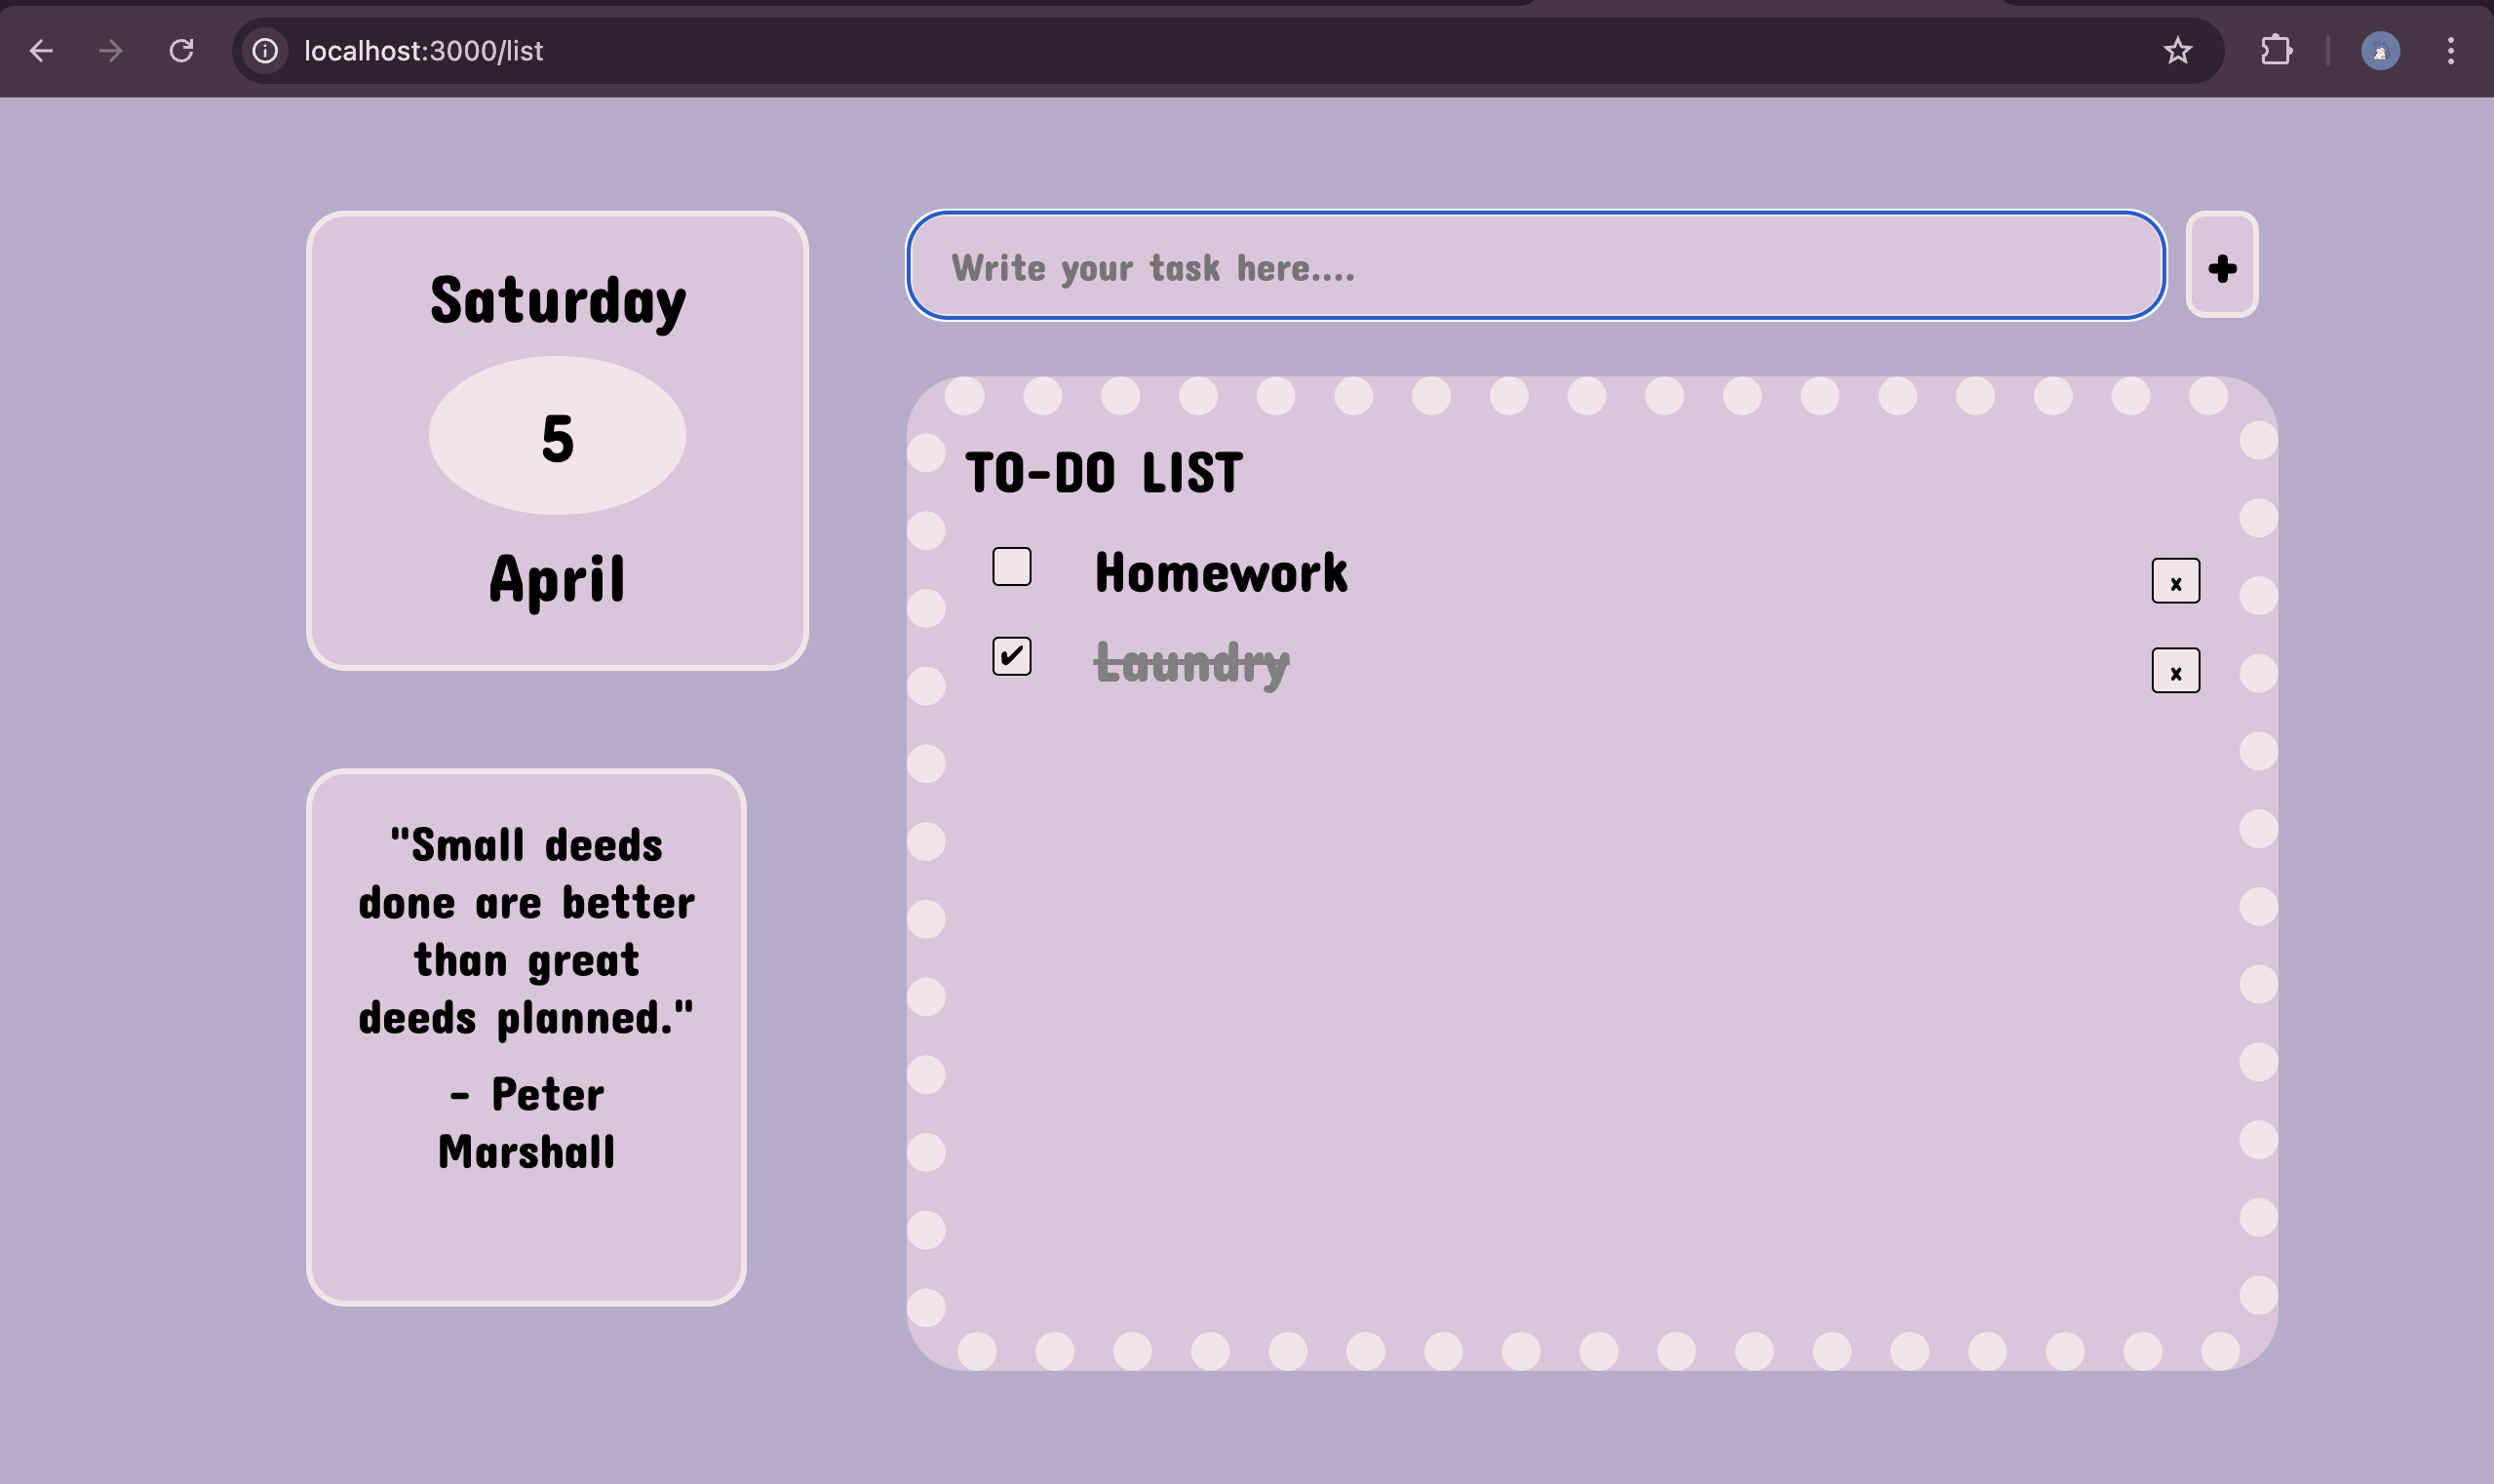 localhost:3000/list
Saturday
5
April
Write your task here....
+
TO-DO LIST
Homework
x
✔ Laundry
x
"Small deeds
done are better
than great
deeds planned."
- Peter
Marshall